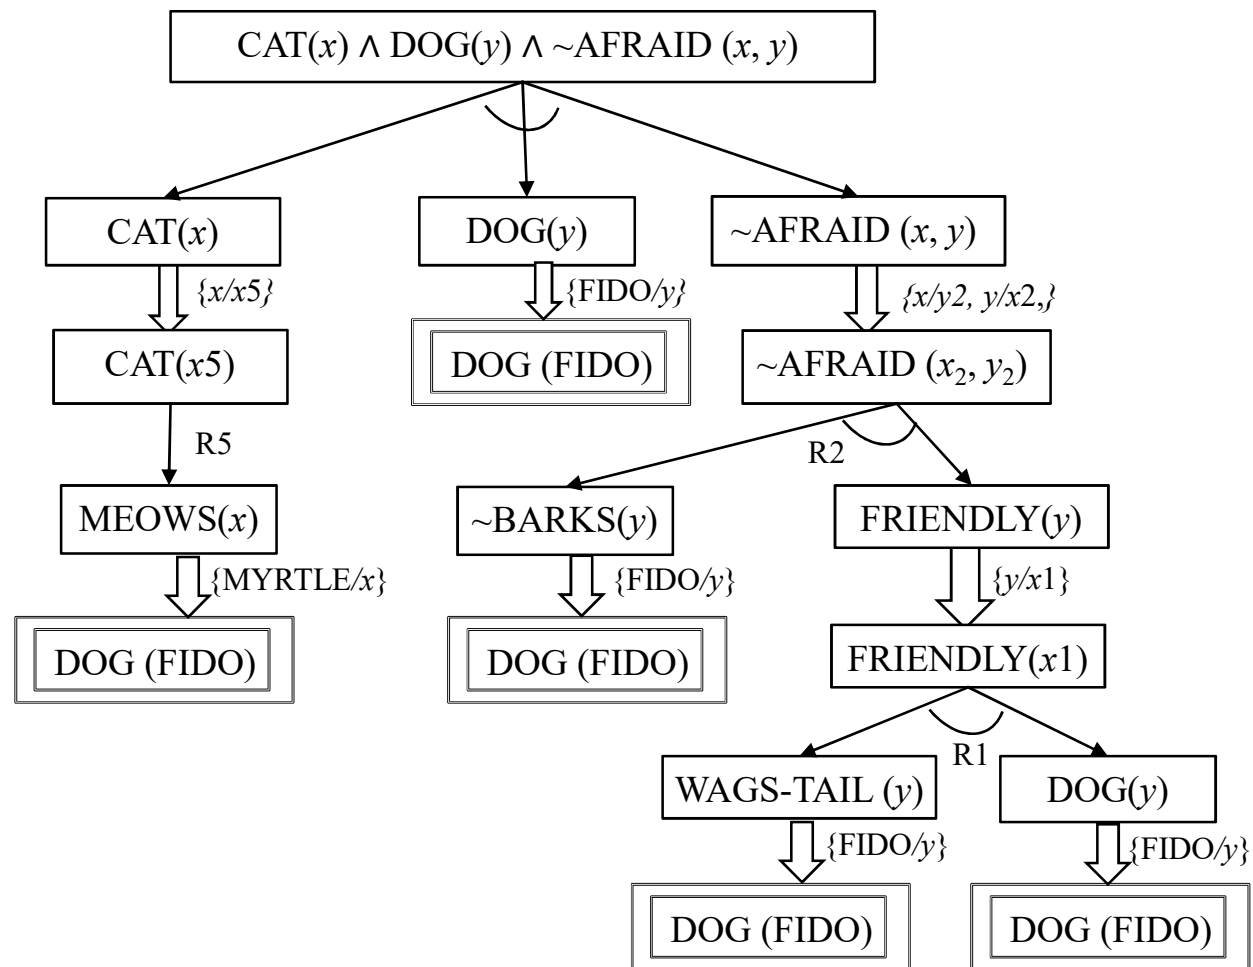 CAT(x) ∧ DOG(y) ∧ ~AFRAID (x, y)
CAT(x)
DOG(y)
~AFRAID (x, y)
{x/x5}
{FIDO/y}
{x/y2, y/x2,}
CAT(x5)
DOG (FIDO)
~AFRAID (x₂, y₂)
R5
R2
MEOWS(x)
~BARKS(y)
FRIENDLY(y)
{MYRTLE/x}
{FIDO/y}
{y/x1}
DOG (FIDO)
DOG (FIDO)
FRIENDLY(x1)
R1
WAGS-TAIL (y)
DOG(y)
{FIDO/y}
{FIDO/y}
DOG (FIDO)
DOG (FIDO)